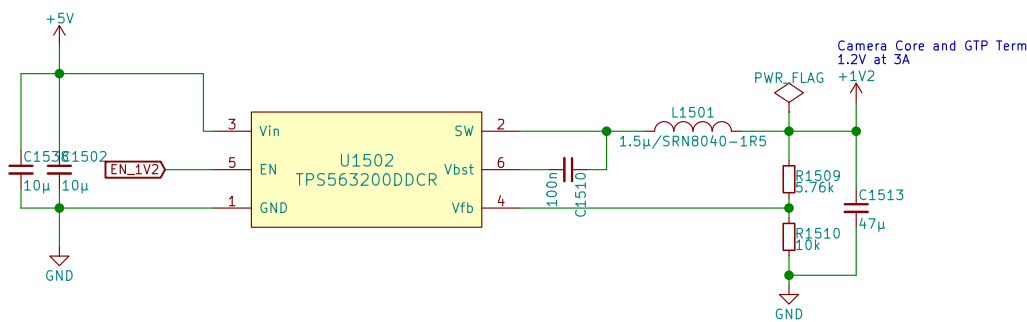 +5V
Camera Core and GTP Term
1.2V at 3A
PWR_FLAG
+1V2
L1501
1.5μ/SRN8040-1R5
3
Vin
SW
2
C1538
C1502
10μ
10μ
EN_1V2
5
EN
U1502
TPS563200DDCR
Vbst
6
100n
C1510
R1509
5.76k
1
GND
Vfb
4
C1513
47μ
R1510
10k
GND
GND